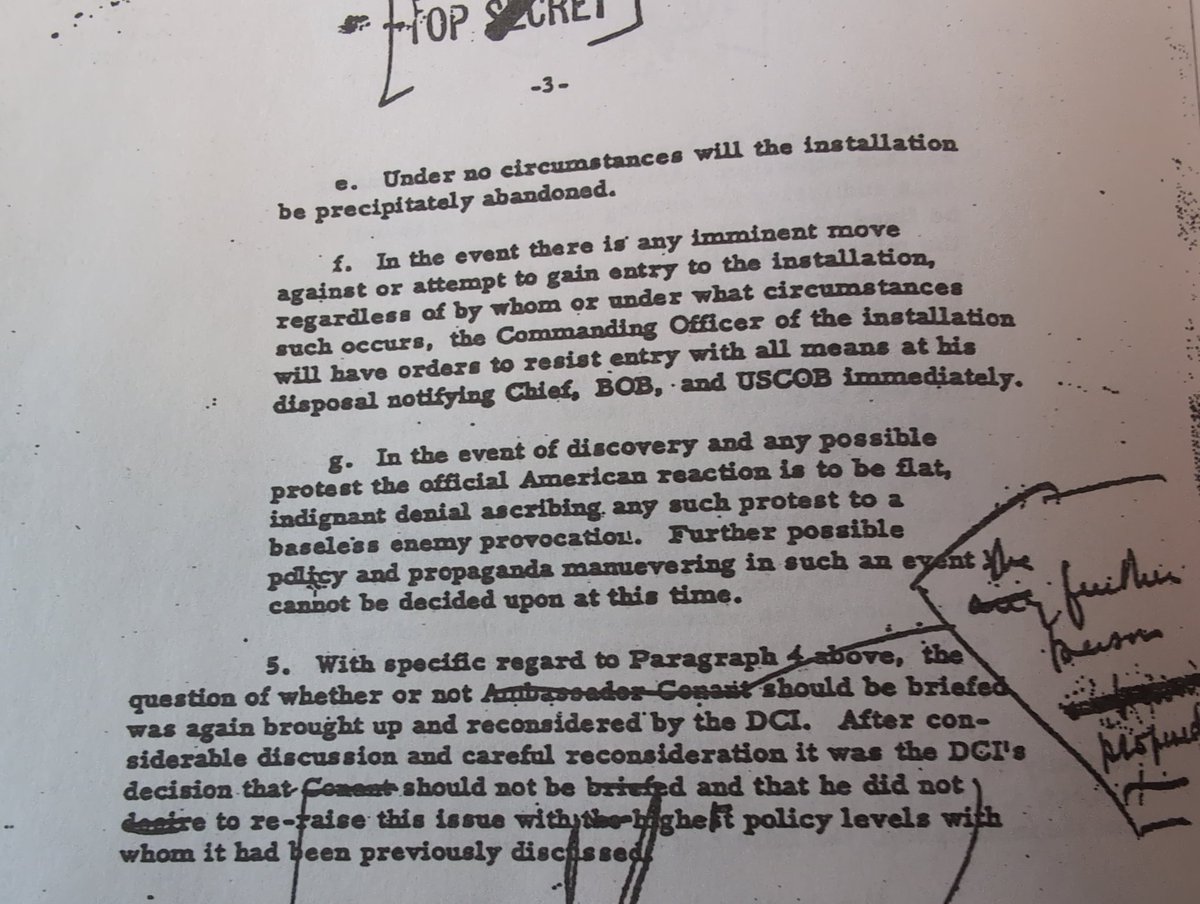 TOP SECRET
-3-
e. Under no circumstances will the installation
be precipitately abandoned.
f. In the event there is any imminent move
against or attempt to gain entry to the installation,
regardless of by whom or under what circumstances
such occurs, the Commanding Officer of the installation
will have orders to resist entry with all means at his
disposal notifying Chief, BOB, and USCOB immediately.
g. In the event of discovery and any possible
protest the official American reaction is to be flat,
indignant denial ascribing any such protest to a
baseless enemy provocation. Further possible
policy and propaganda manuevering in such an event
cannot be decided upon at this time.
5. With specific regard to Paragraph 4 above, the
question of whether or not Ambassador Conant should be briefed
was again brought up and reconsidered by the DCI. After con-
siderable discussion and careful reconsideration it was the DCI's
decision that Conant should not be briefed and that he did not
desire to re-raise this issue with the highest policy levels with
whom it had been previously discussed.
further
person